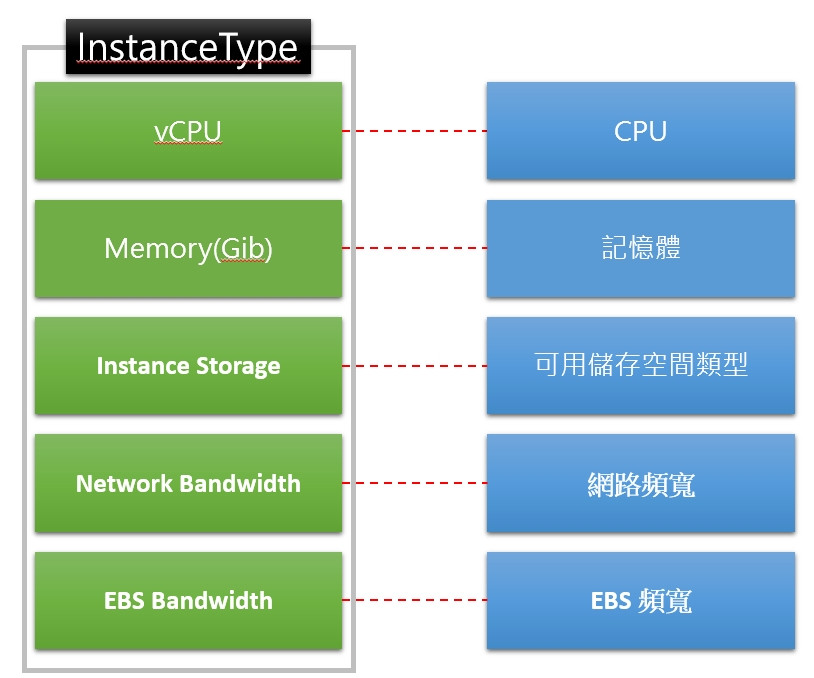 InstanceType
vCPU
CPU
Memory(Gib)
記憶體
Instance Storage
可用儲存空間類型
Network Bandwidth
網路頻寬
EBS Bandwidth
EBS 頻寬